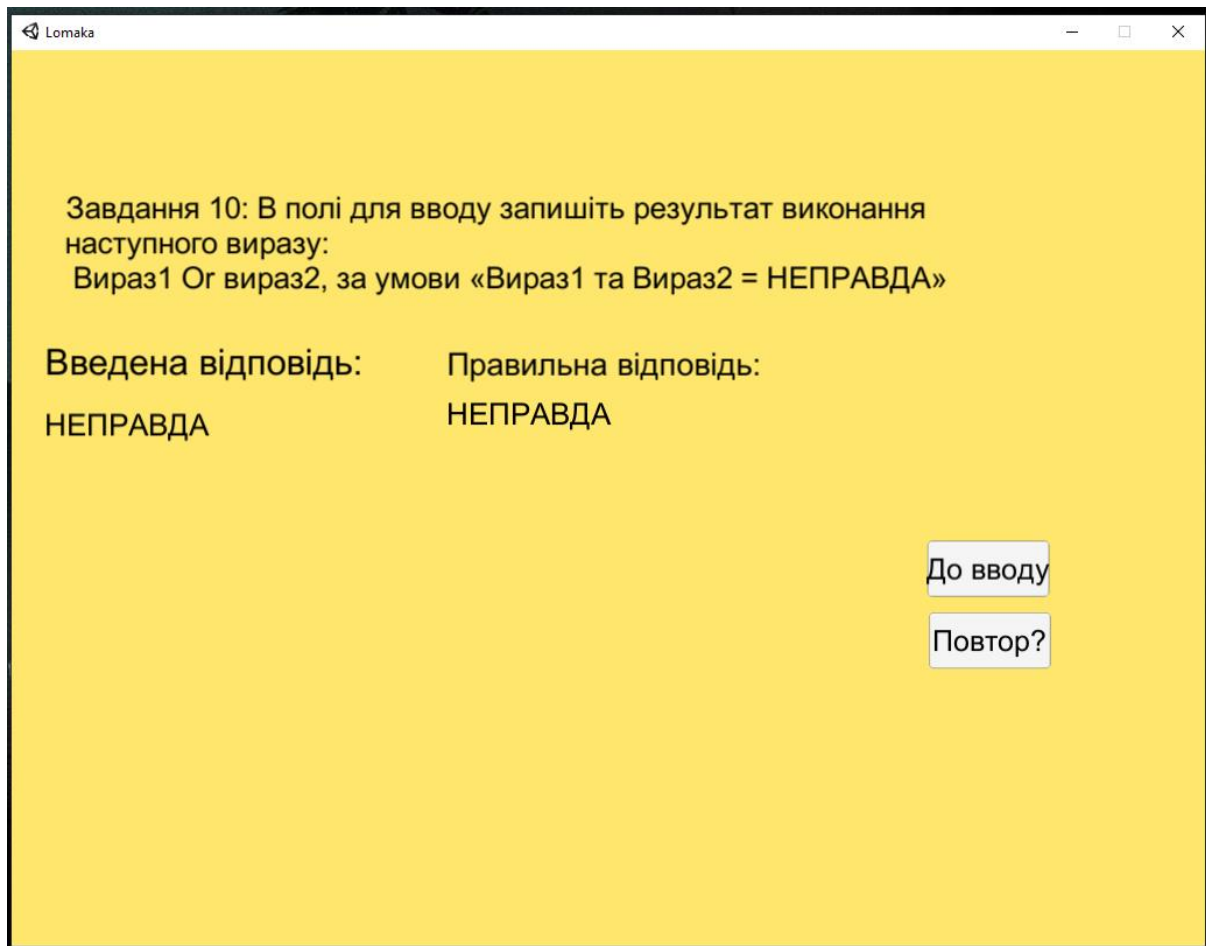 Lomaka
Завдання 10: В полі для вводу запишіть результат виконання
наступного виразу:
Вираз1 Or вираз2, за умови «Вираз1 та Вираз2 = НЕПРАВДА»
Введена відповідь:
НЕПРАВДА
Правильна відповідь:
НЕПРАВДА
До вводу
Повтор?